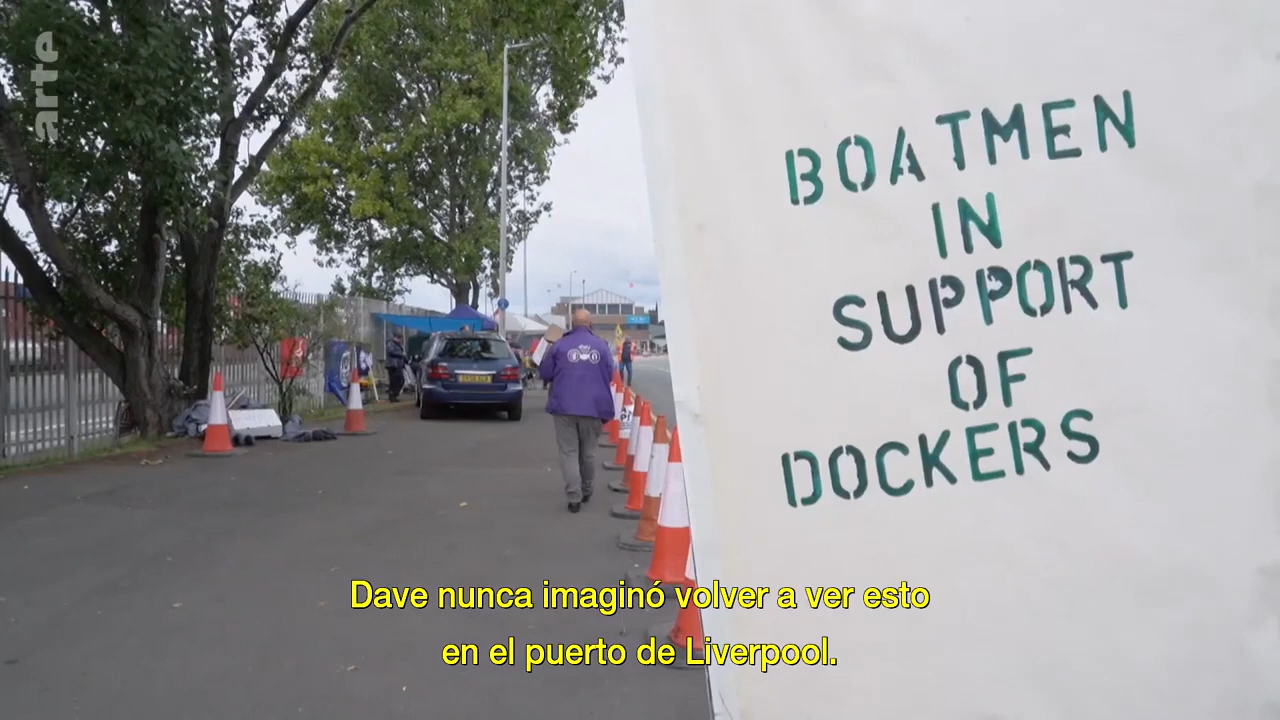 arte
BOATMEN
IN
SUPPORT
OF
DOCKERS
Dave nunca imaginó volver a ver esto
en el puerto de Liverpool.